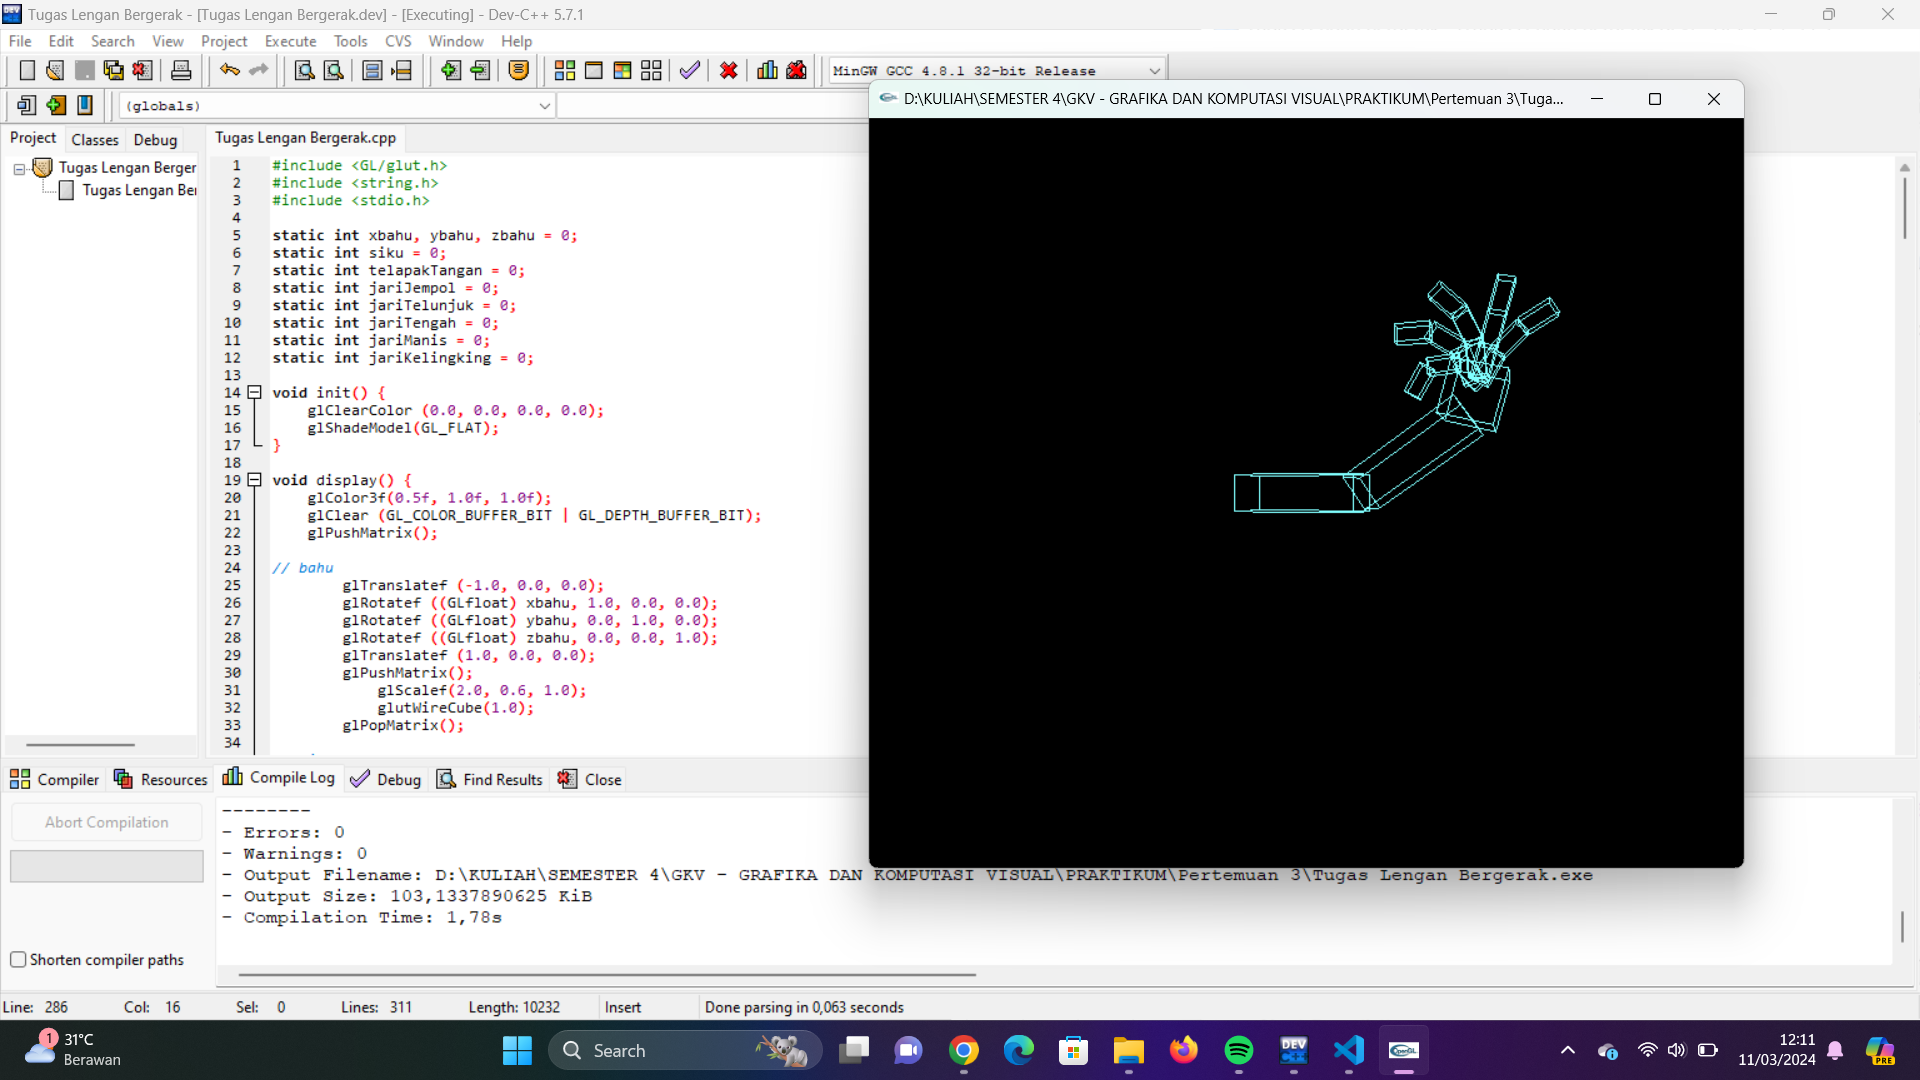 Tugas Lengan Bergerak - [Tugas Lengan Bergerak.dev] - [Executing] - Dev-C++ 5.7.1
File Edit Search View Project Execute Tools CVS Window Help
MinGW GCC 4.8.1 32-bit Release
(globals)
D:\KULIAH\SEMESTER 4\GKV - GRAFIKA DAN KOMPUTASI VISUAL\PRAKTIKUM\Pertemuan 3\Tuga...
Project Classes Debug
Tugas Lengan Bergerak.cpp
Tugas Lengan Berger
Tugas Lengan Be
1 #include <GL/glut.h>
2 #include <string.h>
3 #include <stdio.h>
4
5 static int xbahu, ybahu, zbahu = 0;
6 static int siku = 0;
7 static int telapakTangan = 0;
8 static int jariJempol = 0;
9 static int jariTelunjuk = 0;
10 static int jariTengah = 0;
11 static int jariManis = 0;
12 static int jariKelingking = 0;
13
14 void init() {
15 glClearColor (0.0, 0.0, 0.0, 0.0);
16 glShadeModel(GL_FLAT);
17 }
18
19 void display() {
20 glColor3f(0.5f, 1.0f, 1.0f);
21 glClear (GL_COLOR_BUFFER_BIT | GL_DEPTH_BUFFER_BIT);
22 glPushMatrix();
23
24 // bahu
25 glTranslatef (-1.0, 0.0, 0.0);
26 glRotatef ((GLfloat) xbahu, 1.0, 0.0, 0.0);
27 glRotatef ((GLfloat) ybahu, 0.0, 1.0, 0.0);
28 glRotatef ((GLfloat) zbahu, 0.0, 0.0, 1.0);
29 glTranslatef (1.0, 0.0, 0.0);
30 glPushMatrix();
31 glScalef(2.0, 0.6, 1.0);
32 glutWireCube(1.0);
33 glPopMatrix();
34
Compiler Resources Compile Log Debug Find Results Close
Abort Compilation
Shorten compiler paths
--------
- Errors: 0
- Warnings: 0
- Output Filename: D:\KULIAH\SEMESTER 4\GKV - GRAFIKA DAN KOMPUTASI VISUAL\PRAKTIKUM\Pertemuan 3\Tugas Lengan Bergerak.exe
- Output Size: 103,1337890625 KiB
- Compilation Time: 1,78s
Line: 286 Col: 16 Sel: 0 Lines: 311 Length: 10232 Insert Done parsing in 0,063 seconds
1
31°C
Berawan
Search
DEV
C++
OpenGL
12:11
11/03/2024
PRE